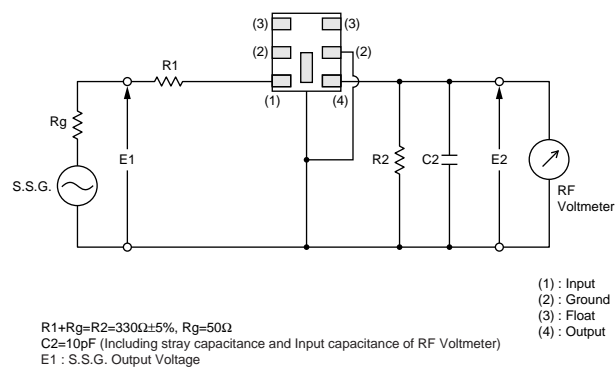 (3) (3)
(2) (2)
R1
(1) (4)
Rg
E1
R2
C2
E2
S.S.G.
RF
Voltmeter
(1) : Input
(2) : Ground
(3) : Float
(4) : Output
R1+Rg=R2=330Ω±5%, Rg=50Ω
C2=10pF (Including stray capacitance and Input capacitance of RF Voltmeter)
E1 : S.S.G. Output Voltage